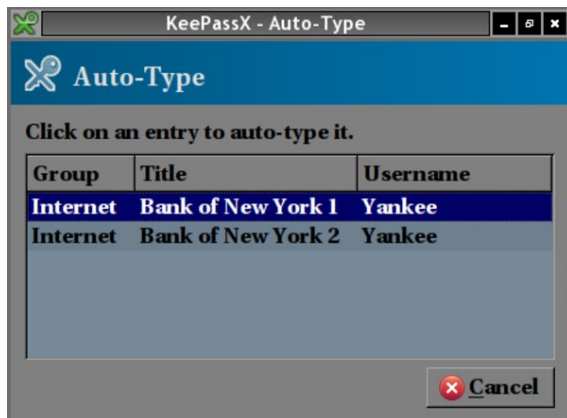 KeePassX - Auto-Type
Auto-Type
Click on an entry to auto-type it.
Group Title Username
Internet Bank of New York 1 Yankee
Internet Bank of New York 2 Yankee
Cancel